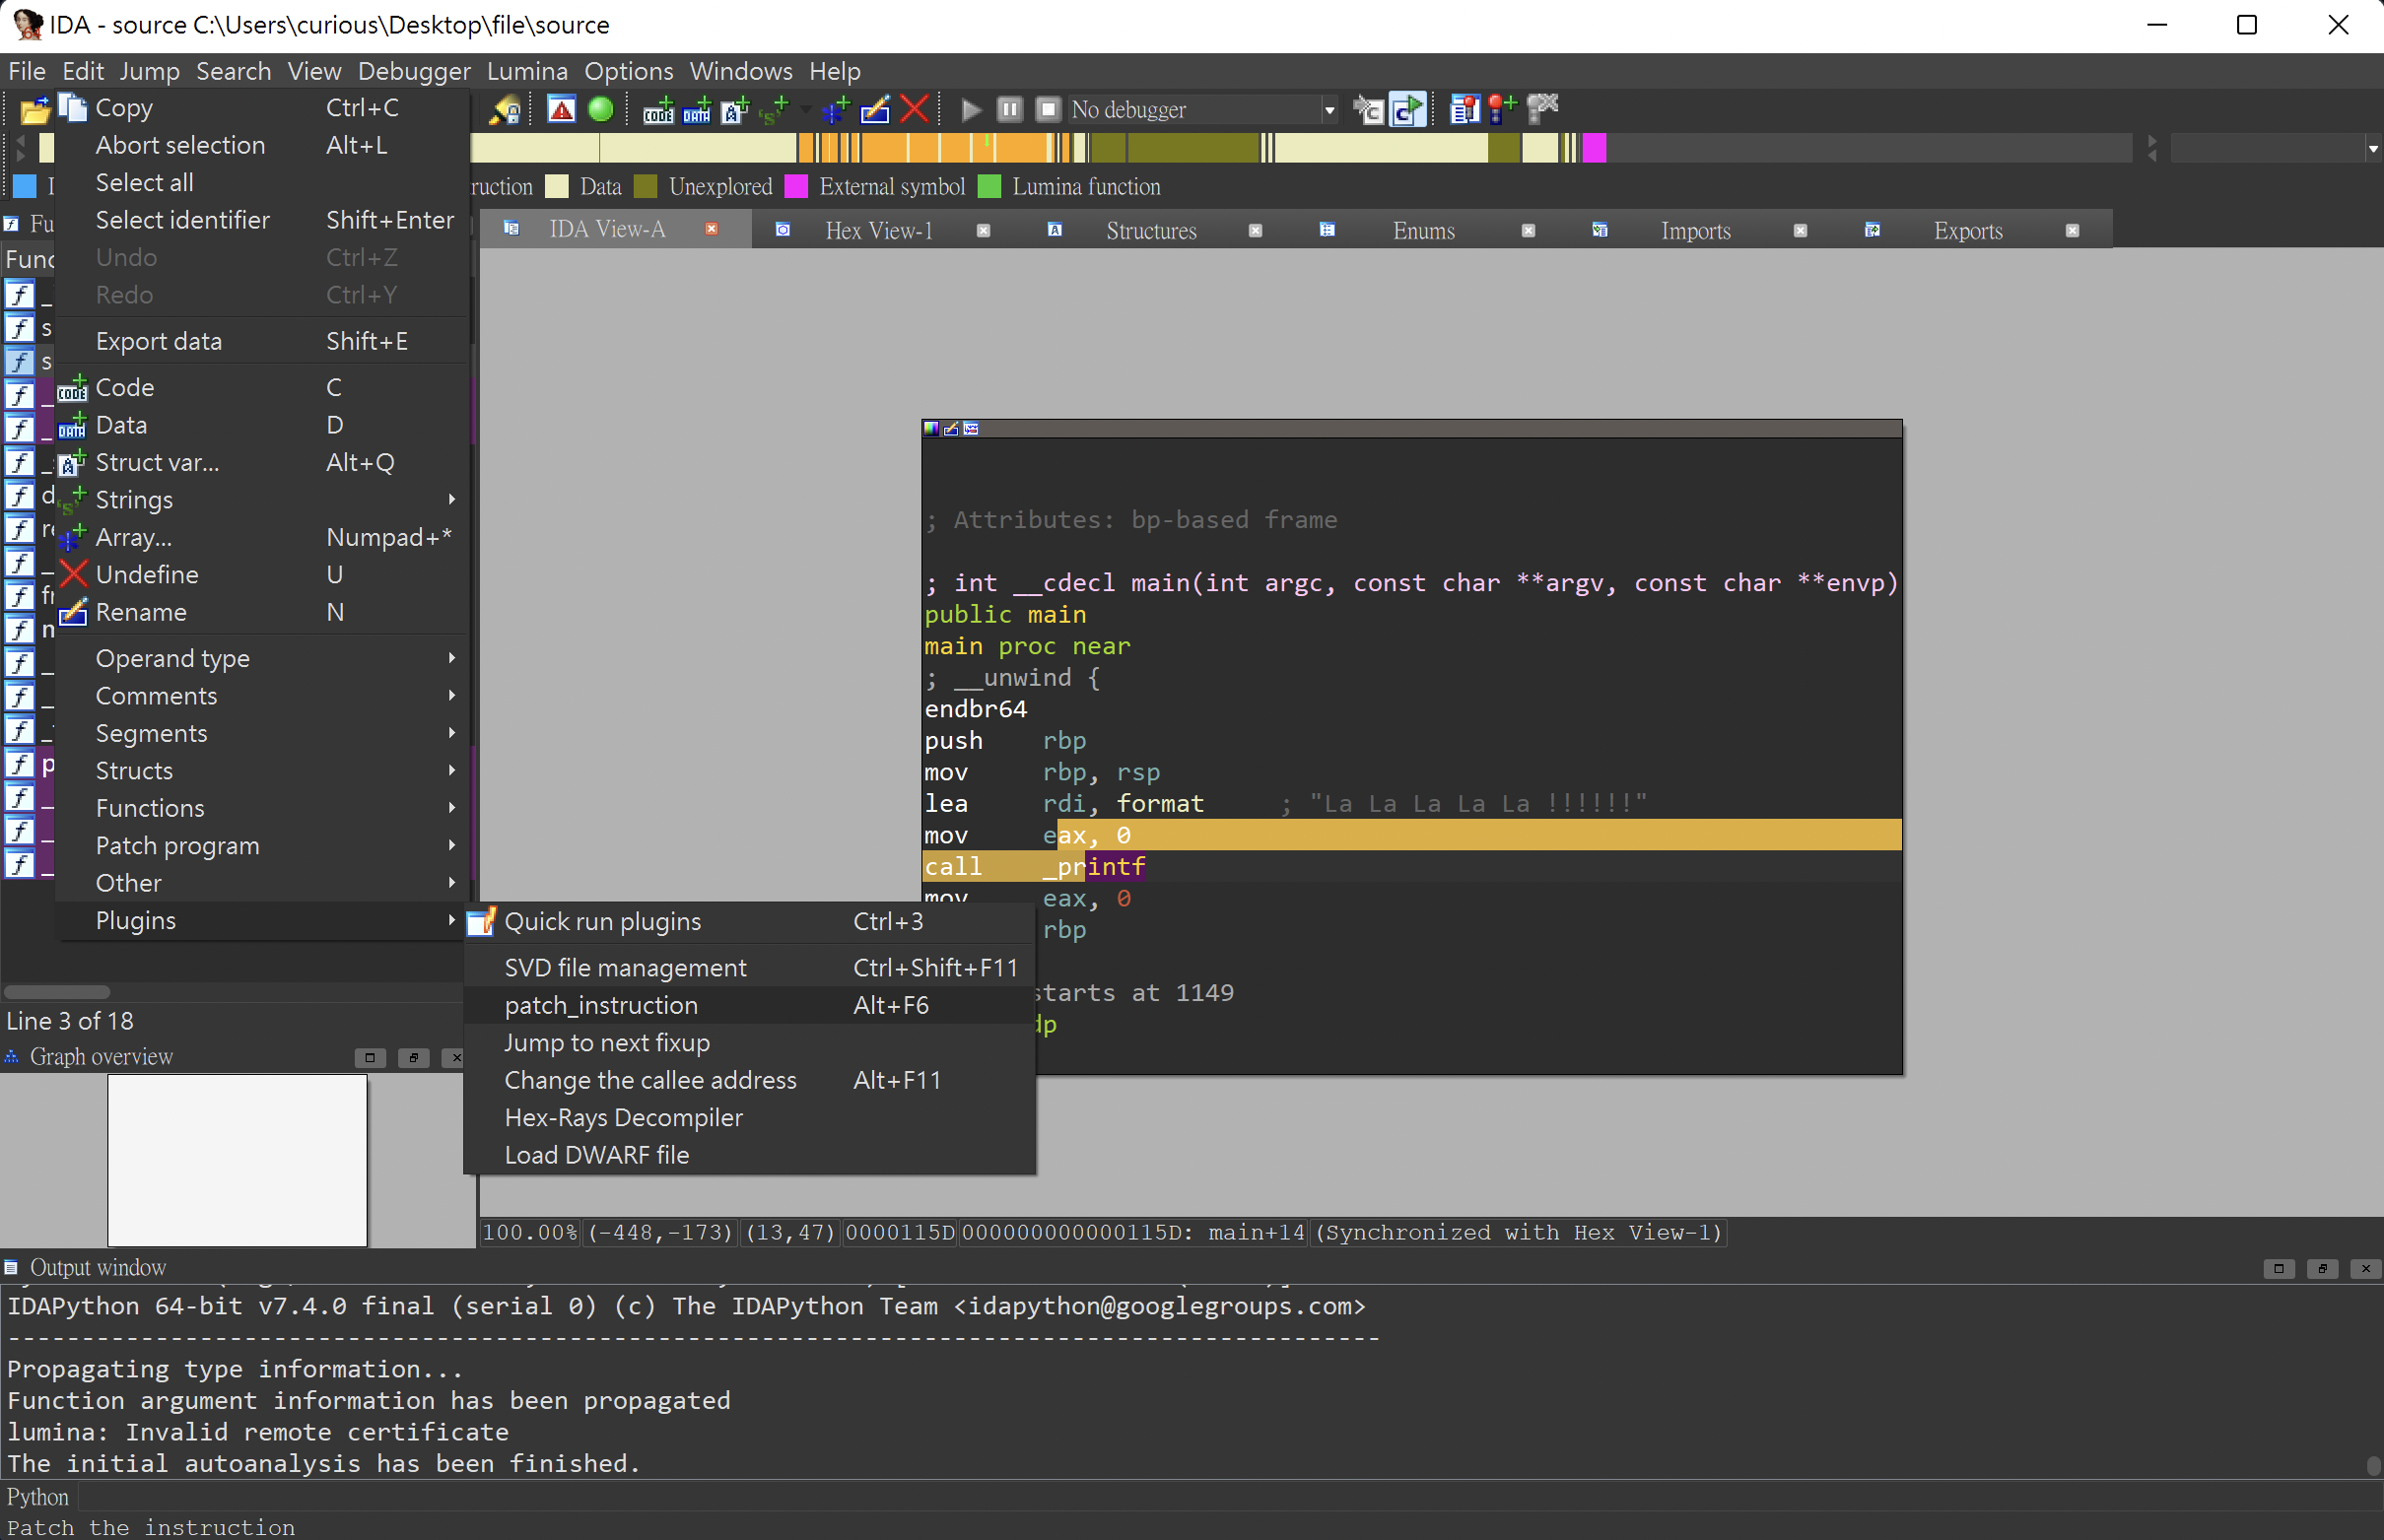 IDA - source C:\Users\curious\Desktop\file\source
File Edit Jump Search View Debugger Lumina Options Windows Help
No debugger
Data Unexplored External symbol Lumina function
Copy Ctrl+C
Abort selection Alt+L
Select all
Select identifier Shift+Enter
Undo Ctrl+Z
Redo Ctrl+Y
Export data Shift+E
CODE Code C
DATA Data D
Struct var... Alt+Q
's' Strings
Array... Numpad+*
Undefine U
Rename N
Operand type
Comments
Segments
Structs
Functions
Patch program
Other
Plugins
Quick run plugins Ctrl+3
SVD file management Ctrl+Shift+F11
patch_instruction Alt+F6
Jump to next fixup
Change the callee address Alt+F11
Hex-Rays Decompiler
Load DWARF file
IDA View-A Hex View-1 Structures Enums Imports Exports
; Attributes: bp-based frame
; int __cdecl main(int argc, const char **argv, const char **envp)
public main
main proc near
; __unwind {
endbr64
push rbp
mov rbp, rsp
lea rdi, format ; "La La La La La !!!!!!"
mov eax, 0
call _printf
mov eax, 0
rbp
starts at 1149
Line 3 of 18
Graph overview
100.00% (-448,-173) (13,47) 0000115D 000000000000115D: main+14 (Synchronized with Hex View-1)
Output window
IDAPython 64-bit v7.4.0 final (serial 0) (c) The IDAPython Team <idapython@googlegroups.com>
---------------------------------------------------------------------------------------------
Propagating type information...
Function argument information has been propagated
lumina: Invalid remote certificate
The initial autoanalysis has been finished.
Python
Patch the instruction